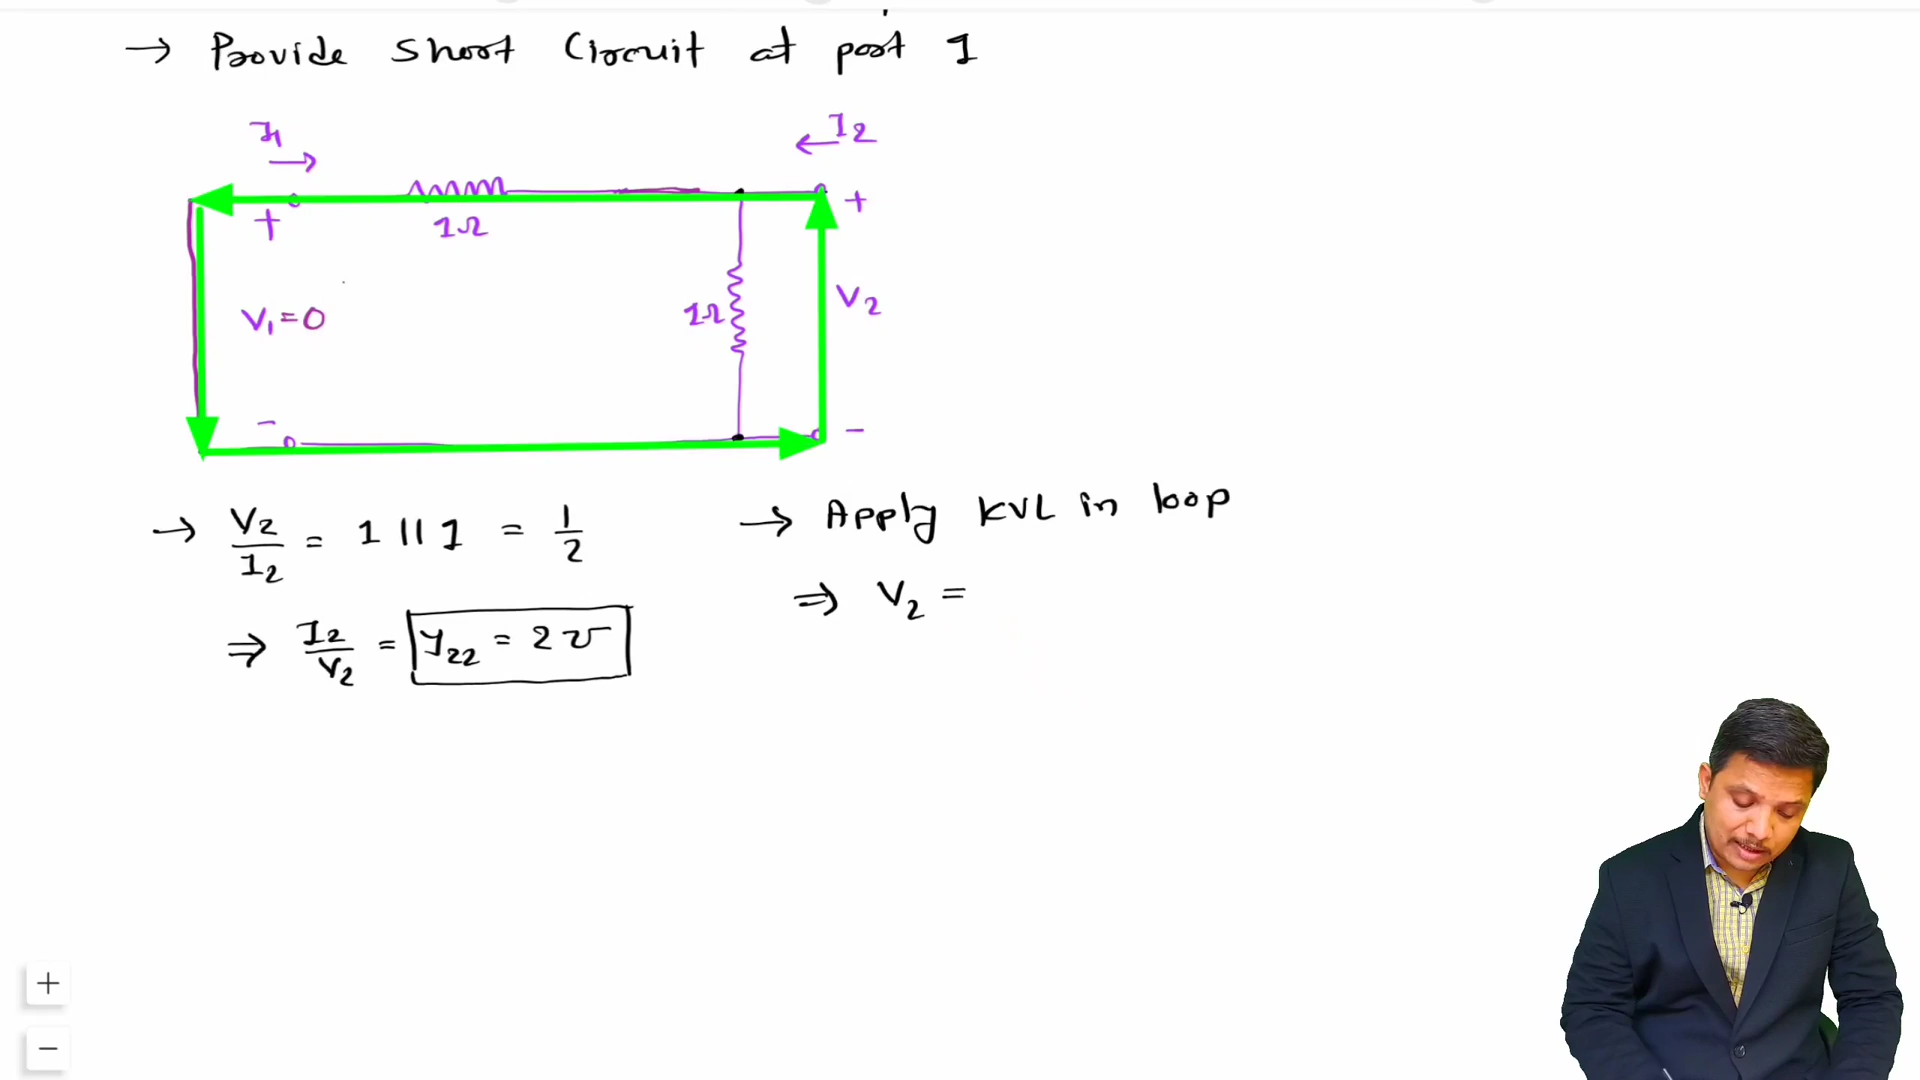 → Provide Short Circuit at port 1
I1 →
← I2
+
+
1Ω
V1=0
1Ω
V2
-
-
→ V2/I2 = 1 || 1 = 1/2
→ Apply KVL in loop
⇒ V2 =
⇒ I2/V2 = y22 = 2 ℧
+
−